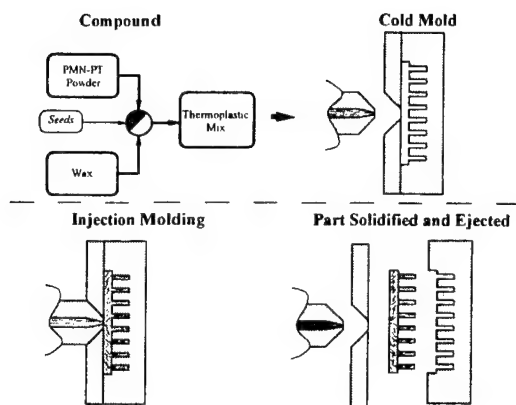 Compound
PMN-PT
Powder
Seeds
Wax
Thermoplastic
Mix
Cold Mold
Injection Molding
Part Solidified and Ejected